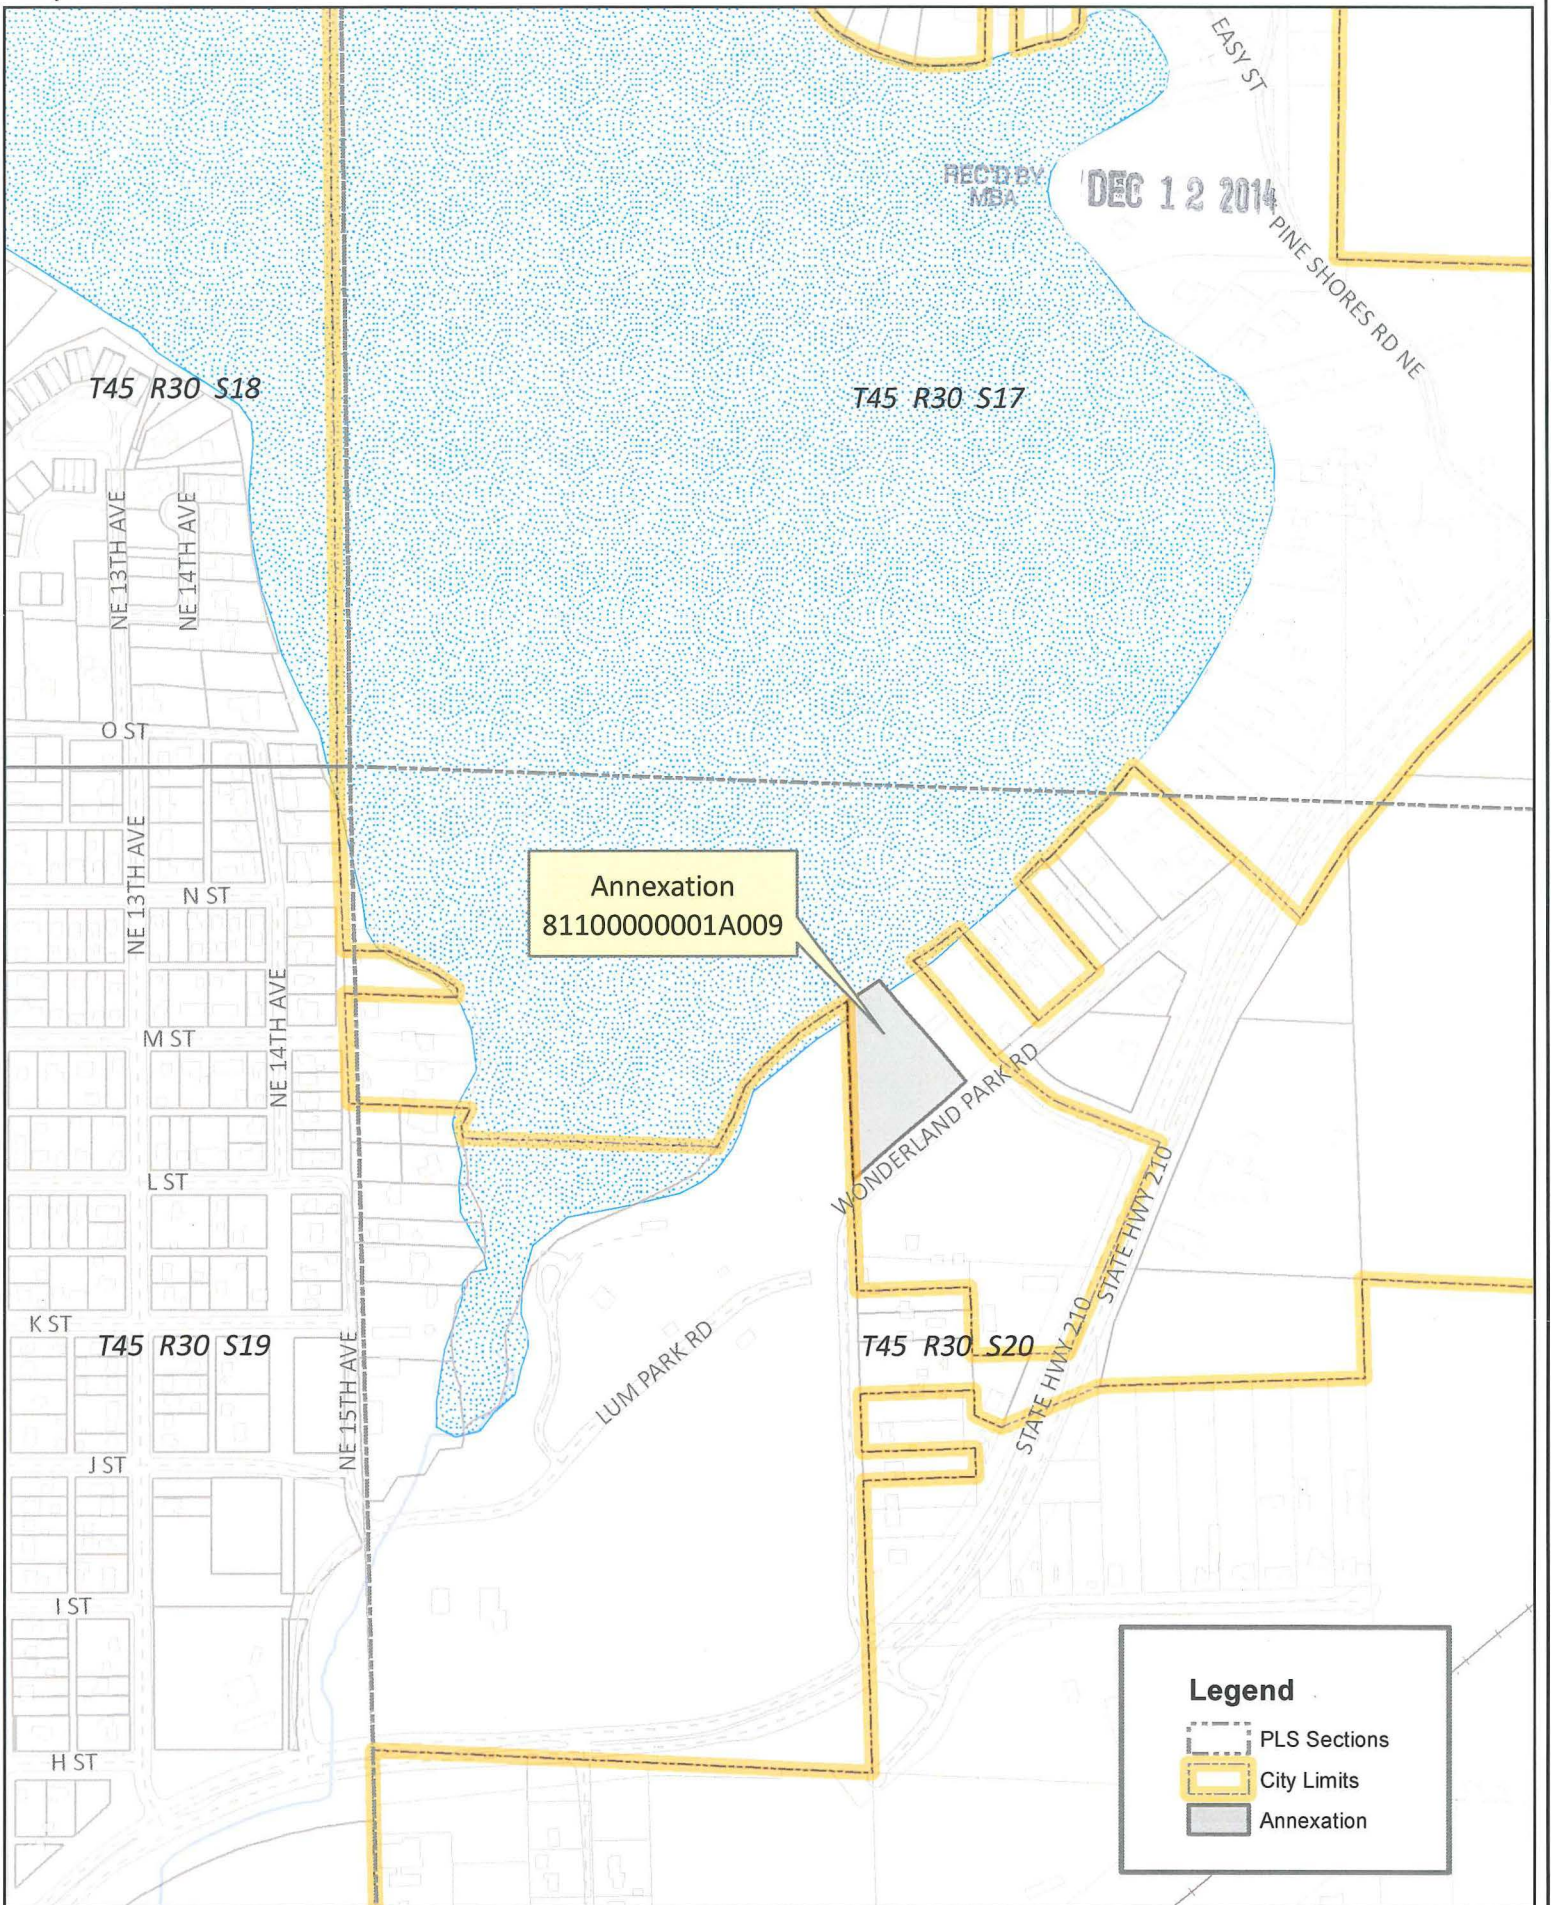 EASY ST
REC'D BY
MBA
DEC 12 2014
PINE SHORES RD NE
T45 R30 S18
T45 R30 S17
NE 13TH AVE
NE 14TH AVE
O ST
NE 13TH AVE
N ST
Annexation
81100000001A009
NE 14TH AVE
M ST
WONDERLAND PARK RD
L ST
STATE HWY 210
K ST
T45 R30 S19
NE 15TH AVE
LUM PARK RD
T45 R30 S20
STATE HWY 210
J ST
I ST
H ST
Legend
PLS Sections
City Limits
Annexation